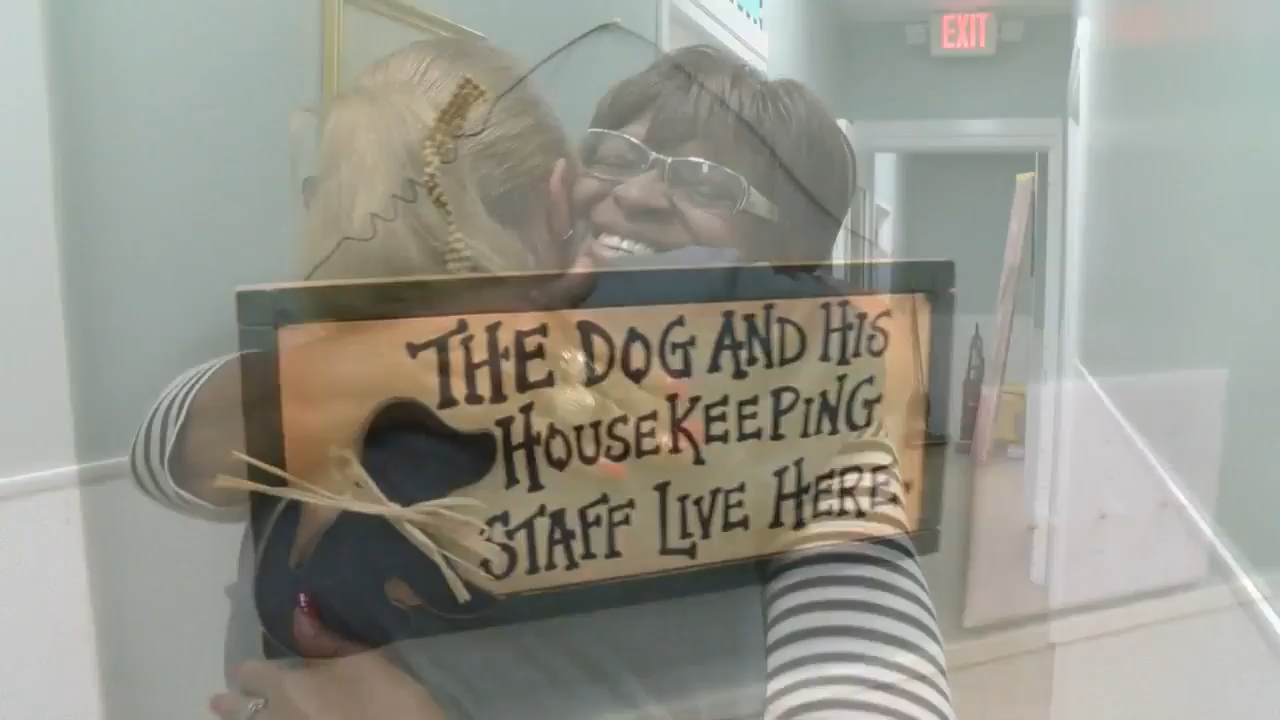 EXIT
THE DOG AND HIS
HOUSEKEEPING
STAFF LIVE HERE